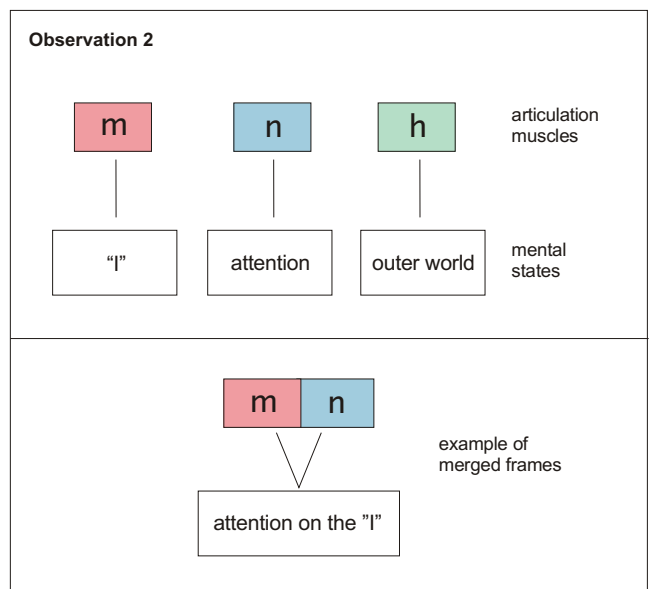 Observation 2
m n h articulation
muscles
“I” attention outer world mental
states
m n
example of
merged frames
attention on the ”I”